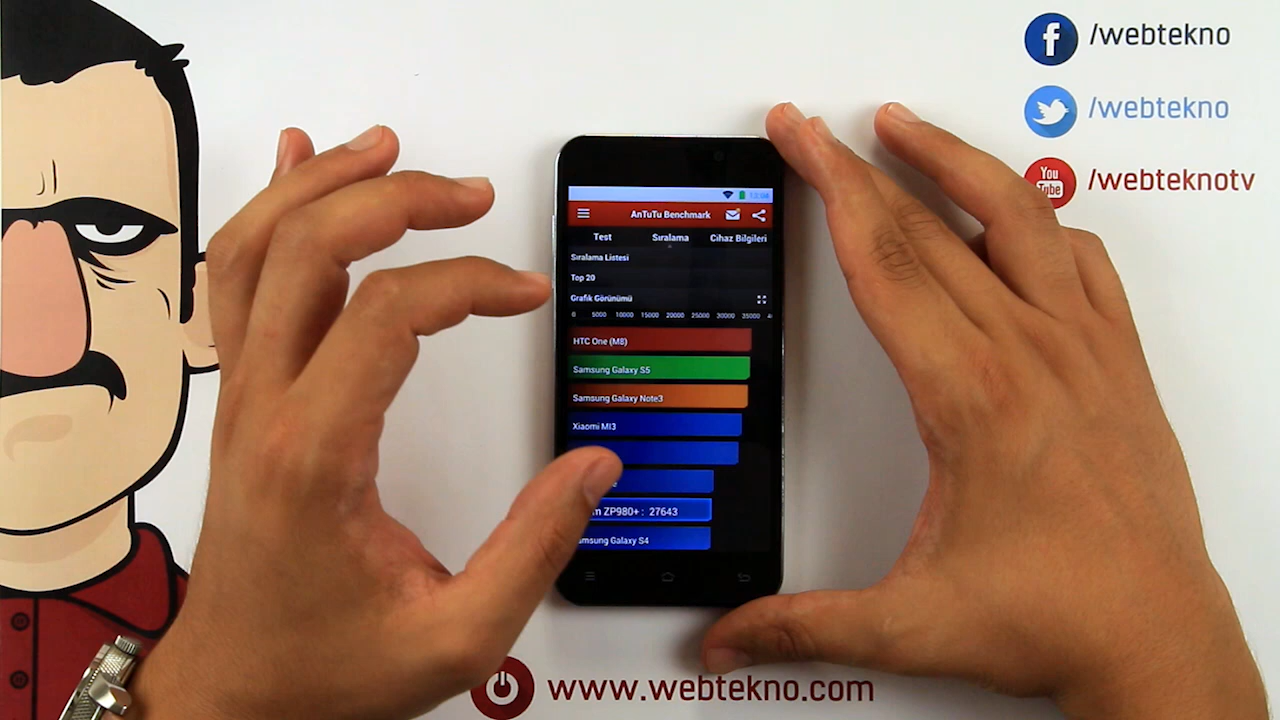 /webtekno
/webtekno
You
Tube
/webteknotv
12:08
AnTuTu Benchmark
Test Sıralama Cihaz Bilgileri
Sıralama Listesi
Top 20
Grafik Görünümü
0 5000 10000 15000 20000 25000 30000 35000
HTC One (M8)
Samsung Galaxy S5
Samsung Galaxy Note3
Xiaomi MI3
ZP980+ : 27643
Galaxy S4
www.webtekno.com